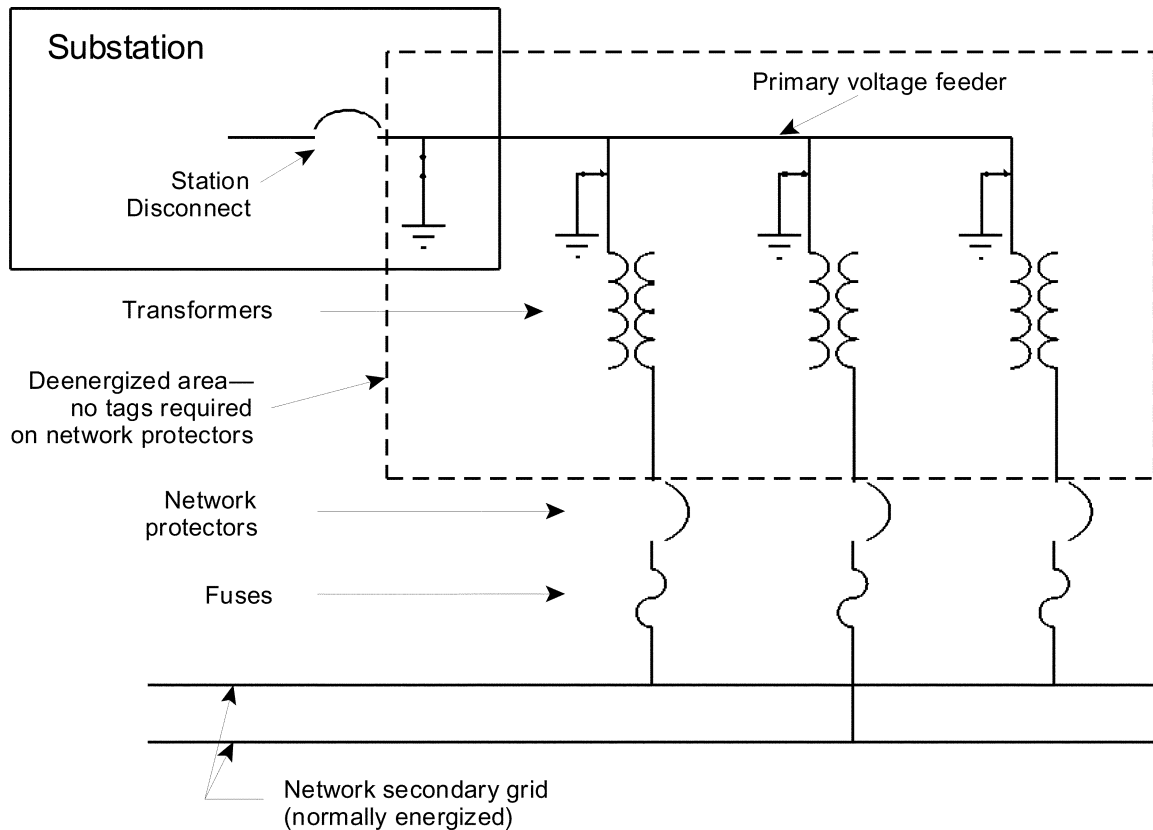 Substation
Primary voltage feeder
Station
Disconnect
Transformers
Deenergized area—
no tags required
on network protectors
Network
protectors
Fuses
Network secondary grid
(normally energized)